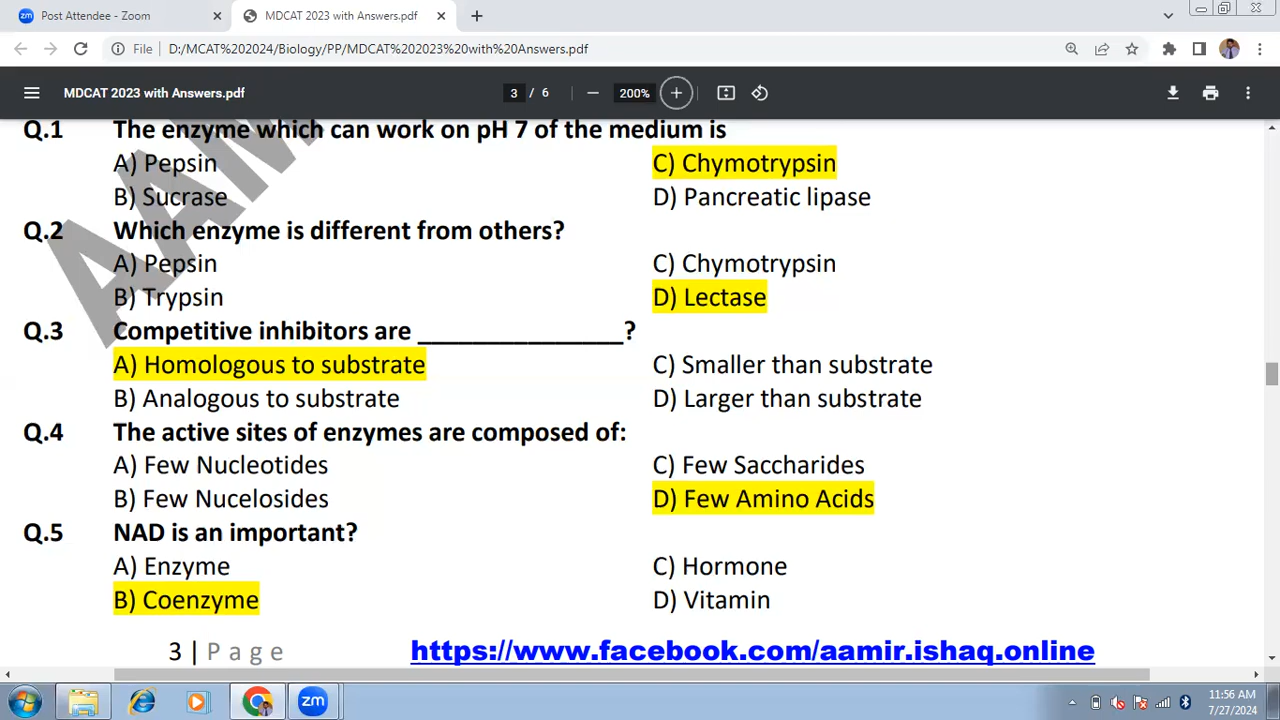 Post Attendee - Zoom
MDCAT 2023 with Answers.pdf
File | D:/MCAT%202024/Biology/PP/MDCAT%202023%20with%20Answers.pdf
MDCAT 2023 with Answers.pdf
3 / 6
200%
Q.1 The enzyme which can work on pH 7 of the medium is
A) Pepsin C) Chymotrypsin
B) Sucrase D) Pancreatic lipase
Q.2 Which enzyme is different from others?
A) Pepsin C) Chymotrypsin
B) Trypsin D) Lectase
Q.3 Competitive inhibitors are _______________?
A) Homologous to substrate C) Smaller than substrate
B) Analogous to substrate D) Larger than substrate
Q.4 The active sites of enzymes are composed of:
A) Few Nucleotides C) Few Saccharides
B) Few Nucelosides D) Few Amino Acids
Q.5 NAD is an important?
A) Enzyme C) Hormone
B) Coenzyme D) Vitamin
3 | P a g e https://www.facebook.com/aamir.ishaq.online
AAM
zm
11:56 AM
7/27/2024